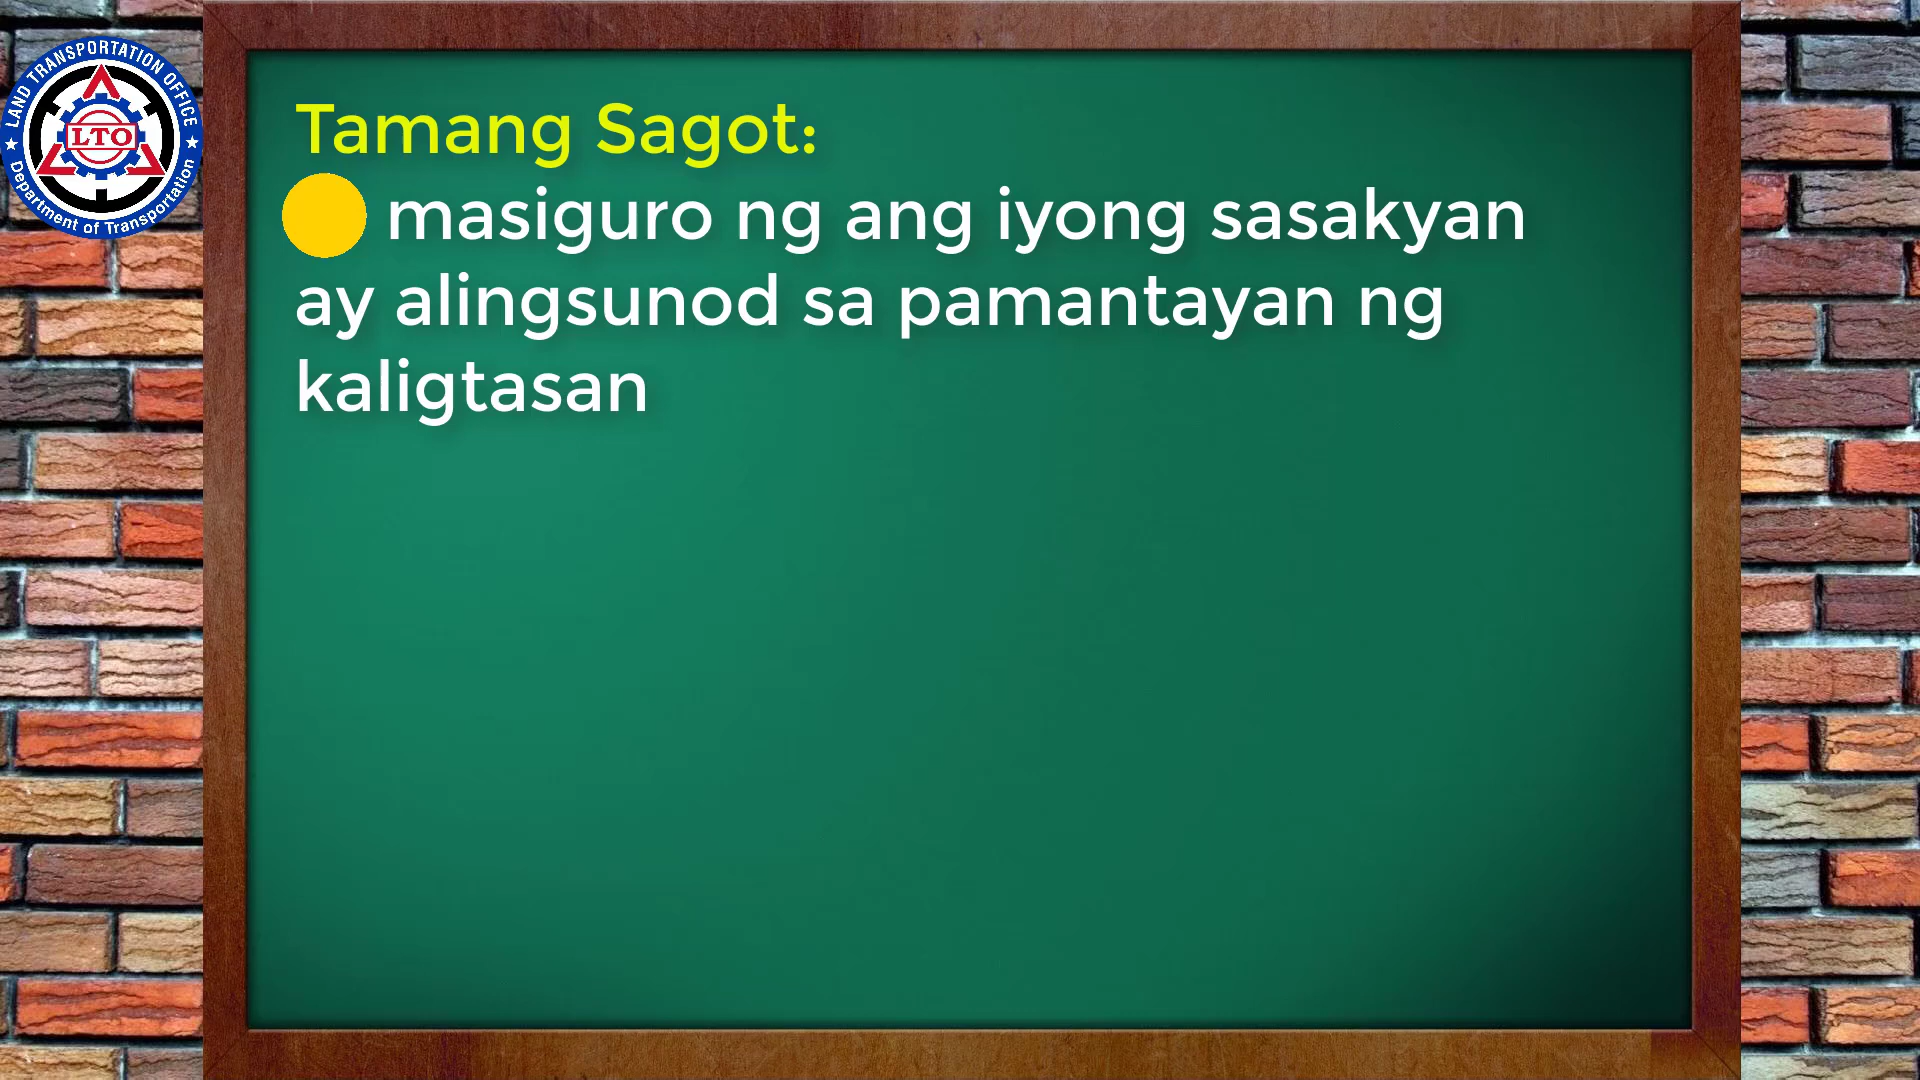 LAND TRANSPORTATION OFFICE
LTO
Department of Transportation
Tamang Sagot:
masiguro ng ang iyong sasakyan
ay alingsunod sa pamantayan ng
kaligtasan